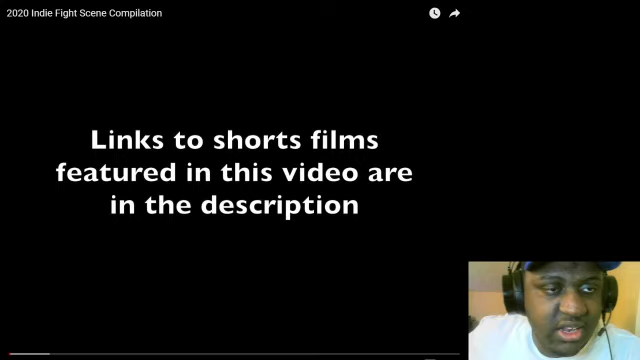 2020 Indie Fight Scene Compilation
Links to shorts films
featured in this video are
in the description